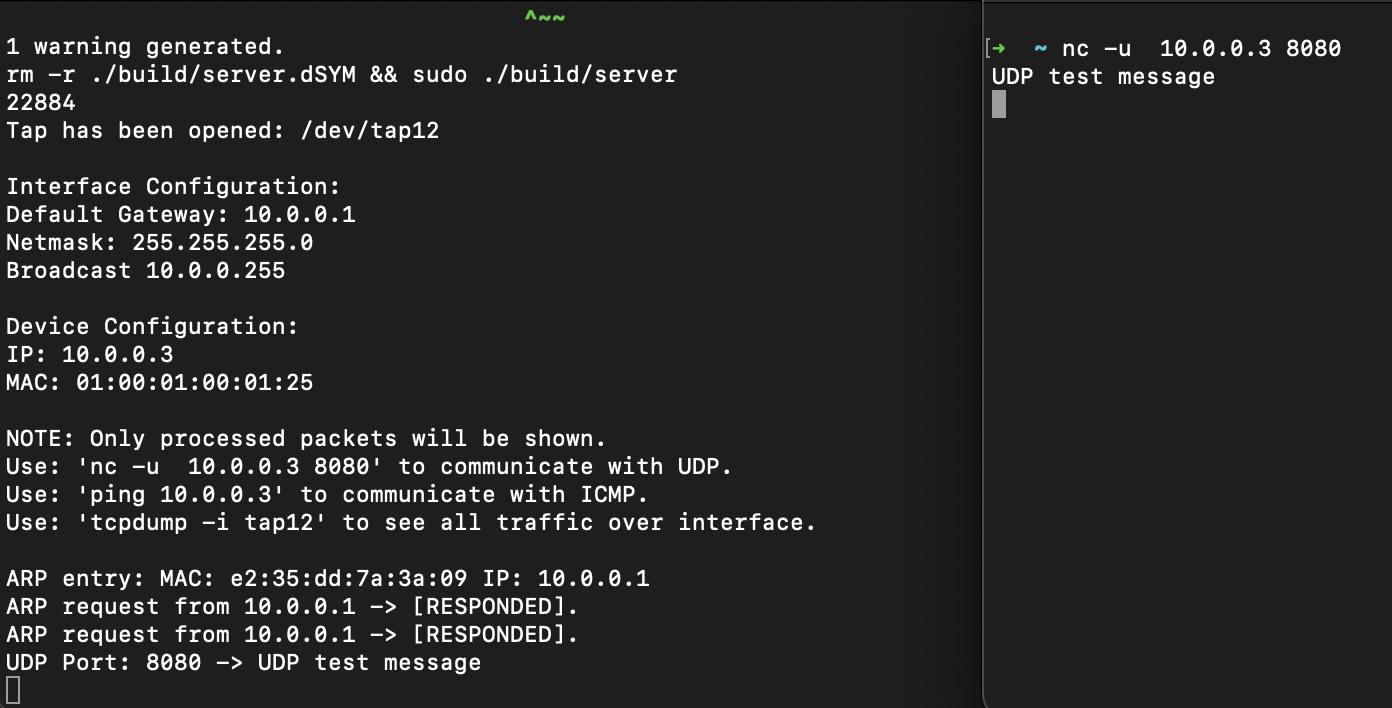 ^~~
1 warning generated.
rm -r ./build/server.dSYM && sudo ./build/server
22884
Tap has been opened: /dev/tap12
Interface Configuration:
Default Gateway: 10.0.0.1
Netmask: 255.255.255.0
Broadcast 10.0.0.255
Device Configuration:
IP: 10.0.0.3
MAC: 01:00:01:00:01:25
NOTE: Only processed packets will be shown.
Use: 'nc -u  10.0.0.3 8080' to communicate with UDP.
Use: 'ping 10.0.0.3' to communicate with ICMP.
Use: 'tcpdump -i tap12' to see all traffic over interface.
ARP entry: MAC: e2:35:dd:7a:3a:09 IP: 10.0.0.1
ARP request from 10.0.0.1 -> [RESPONDED].
ARP request from 10.0.0.1 -> [RESPONDED].
UDP Port: 8080 -> UDP test message
[➜  ~ nc -u  10.0.0.3 8080
UDP test message